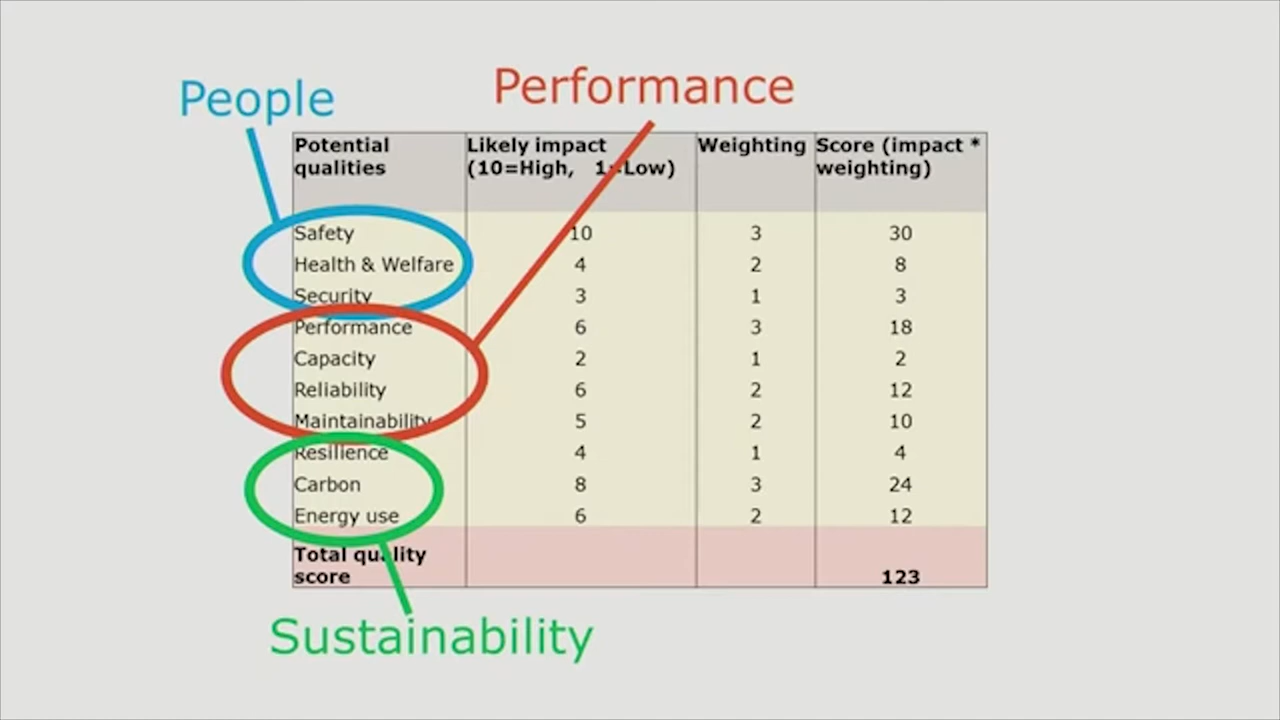 People
Performance
Potential qualities
Likely impact (10=High, 1=Low)
Weighting
Score (impact * weighting)
Safety 10 3 30
Health & Welfare 4 2 8
Security 3 1 3
Performance 6 3 18
Capacity 2 1 2
Reliability 6 2 12
Maintainability 5 2 10
Resilience 4 1 4
Carbon 8 3 24
Energy use 6 2 12
Total quality score 123
Sustainability